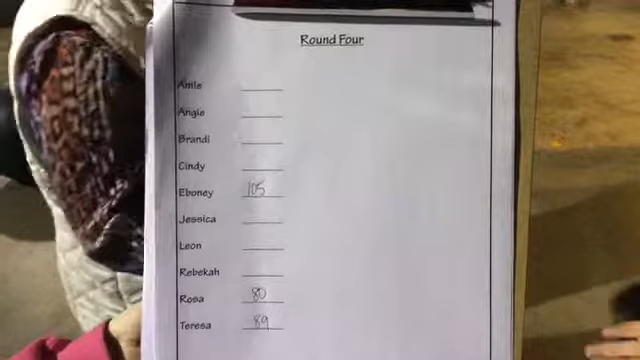 Round Four
Amie
Angie
Brandi
Cindy
Eboney 105
Jessica
Leon
Rebekah
Rosa 80
Teresa 89